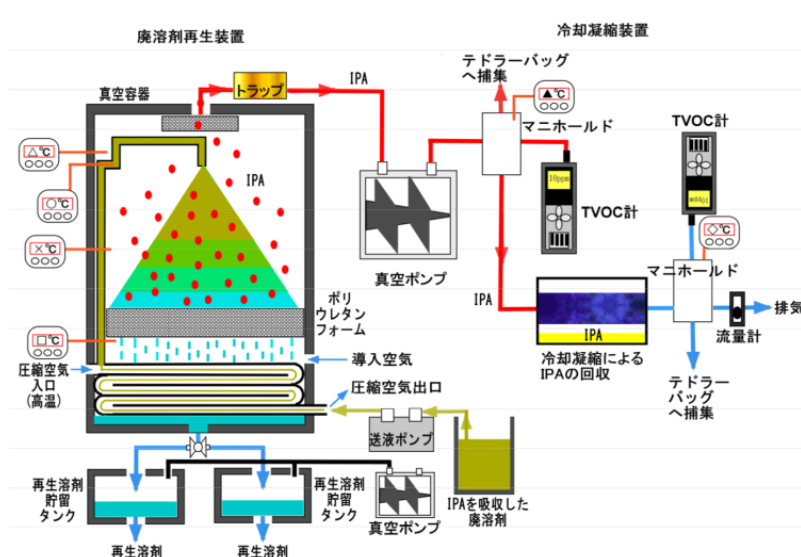 廃溶剤再生装置
冷却凝縮装置
テドラーバッグ
へ捕集
IPA
トラップ
真空容器
▲℃
マニホールド
TVOC計
△℃
○℃
IPA
10ppm
TVOC計
10ppm
×℃
◇℃
マニホールド
真空ポンプ
IPA
ポリ
ウレタン
フォーム
IPA
排気
流量計
□℃
冷却凝縮による
IPAの回収
圧縮空気
入口
(高温)
導入空気
圧縮空気出口
テドラー
バッグ
へ捕集
送液ポンプ
再生溶剤
貯留
タンク
再生溶剤
貯留
タンク
真空ポンプ
IPAを吸収した
廃溶剤
再生溶剤
再生溶剤